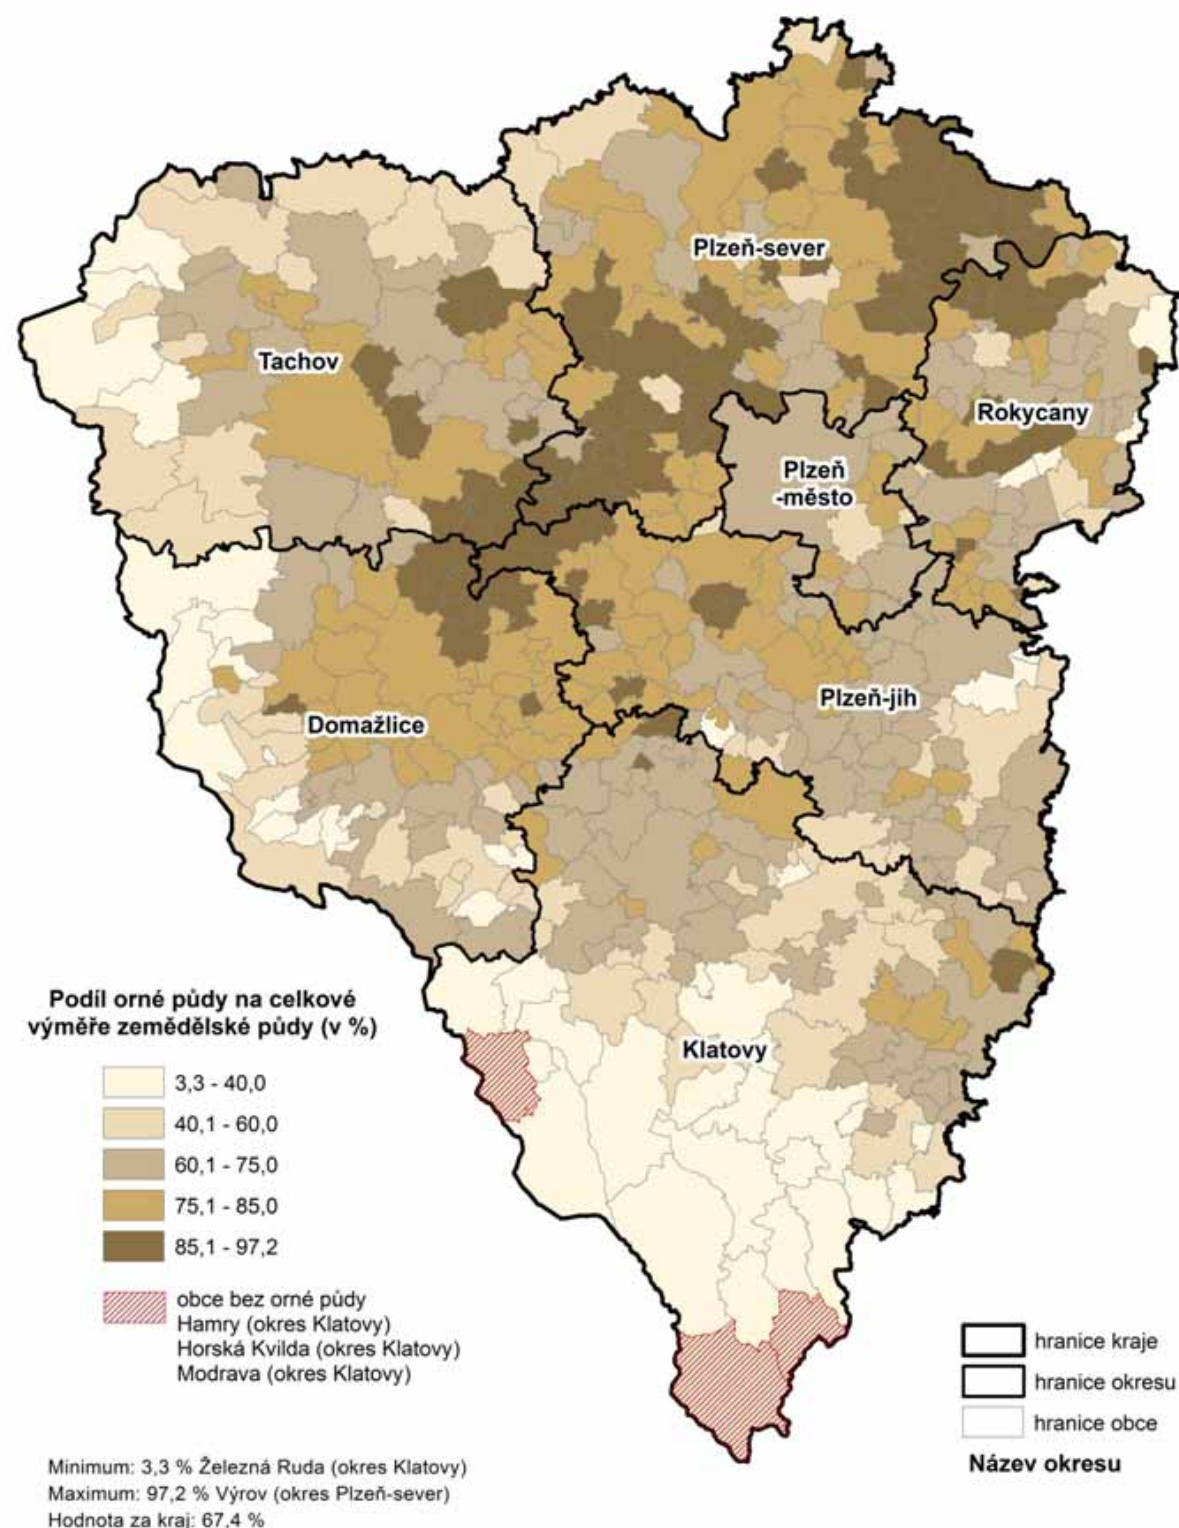 Plzeň-sever
Tachov
Rokycany
Plzeň
-město
Plzeň-jih
Domažlice
Klatovy
Podíl orné půdy na celkové
výměře zemědělské půdy (v %)
3,3 - 40,0
40,1 - 60,0
60,1 - 75,0
75,1 - 85,0
85,1 - 97,2
obce bez orné půdy
Hamry (okres Klatovy)
Horská Kvilda (okres Klatovy)
Modrava (okres Klatovy)
hranice kraje
hranice okresu
hranice obce
Název okresu
Minimum: 3,3 % Železná Ruda (okres Klatovy)
Maximum: 97,2 % Výrov (okres Plzeň-sever)
Hodnota za kraj: 67,4 %